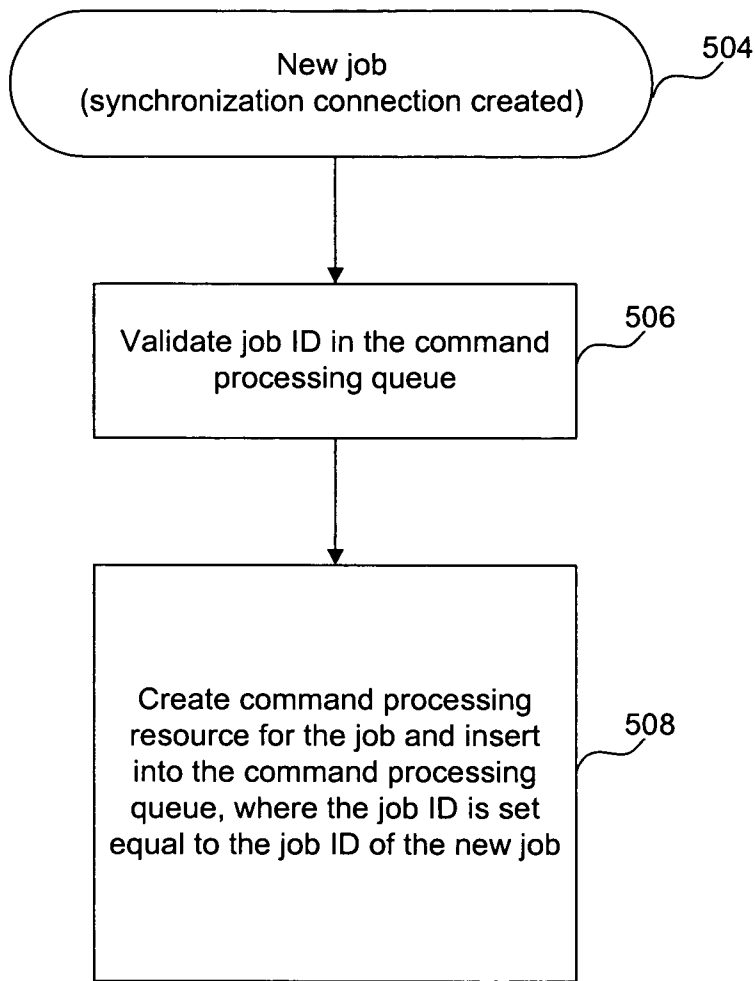 New job
(synchronization connection created)
504
Validate job ID in the command
processing queue
506
Create command processing
resource for the job and insert
into the command processing
queue, where the job ID is set
equal to the job ID of the new job
508